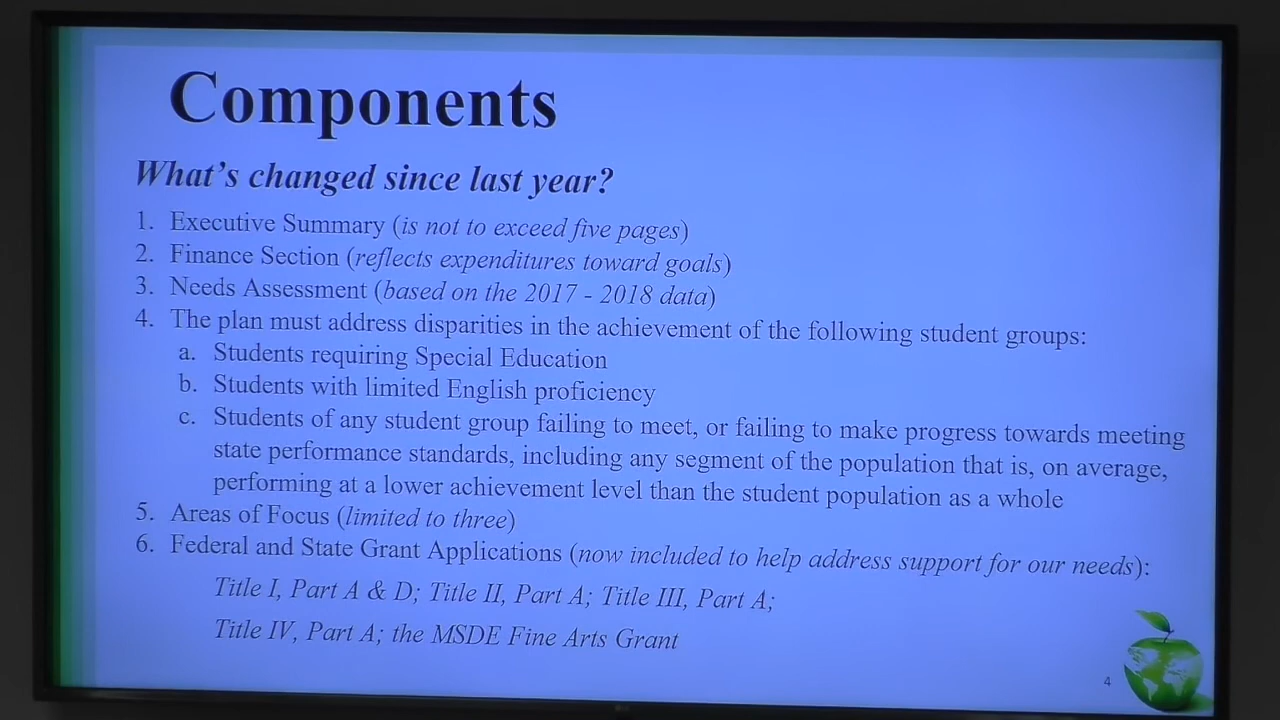 Components
What's changed since last year?
1. Executive Summary (is not to exceed five pages)
2. Finance Section (reflects expenditures toward goals)
3. Needs Assessment (based on the 2017 - 2018 data)
4. The plan must address disparities in the achievement of the following student groups:
a. Students requiring Special Education
b. Students with limited English proficiency
c. Students of any student group failing to meet, or failing to make progress towards meeting
state performance standards, including any segment of the population that is, on average,
performing at a lower achievement level than the student population as a whole
5. Areas of Focus (limited to three)
6. Federal and State Grant Applications (now included to help address support for our needs):
Title I, Part A & D; Title II, Part A; Title III, Part A;
Title IV, Part A; the MSDE Fine Arts Grant
4